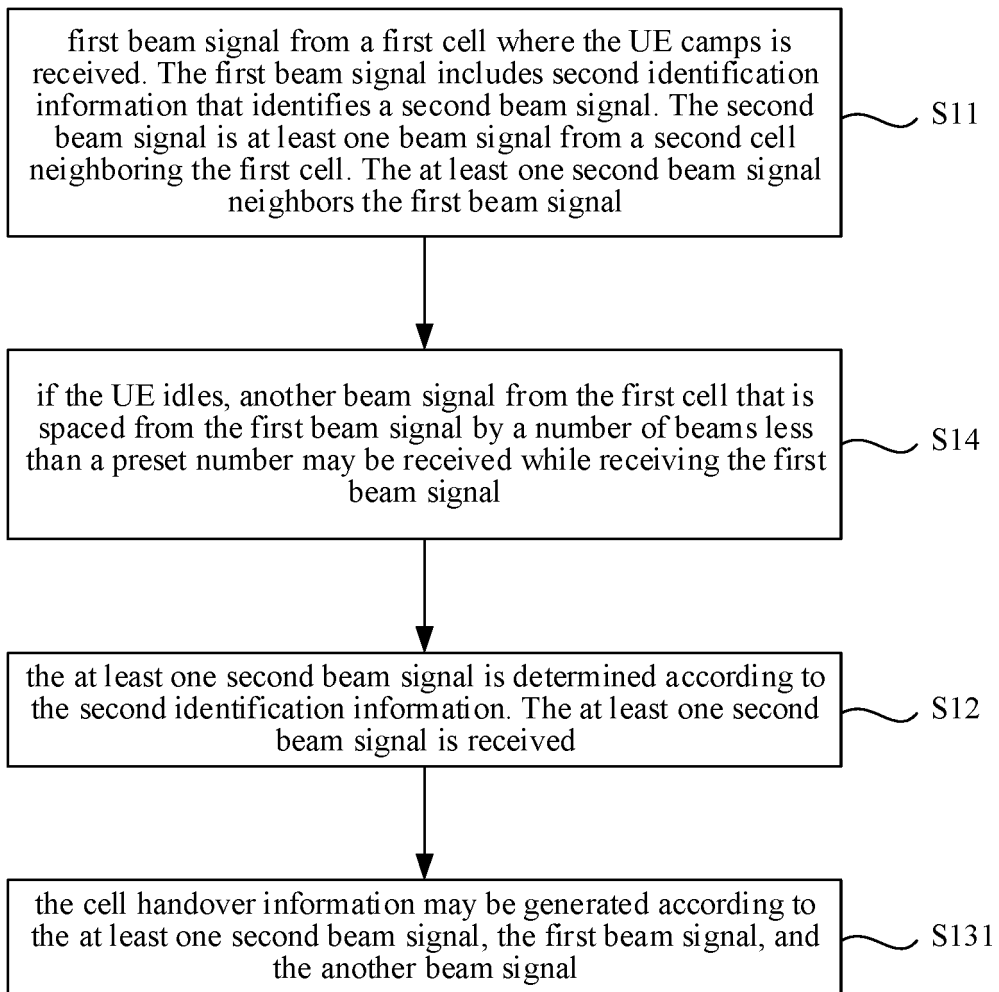 first beam signal from a first cell where the UE camps is
received. The first beam signal includes second identification
information that identifies a second beam signal. The second
beam signal is at least one beam signal from a second cell
neighboring the first cell. The at least one second beam signal
neighbors the first beam signal
S11
if the UE idles, another beam signal from the first cell that is
spaced from the first beam signal by a number of beams less
than a preset number may be received while receiving the first
beam signal
S14
the at least one second beam signal is determined according to
the second identification information. The at least one second
beam signal is received
S12
the cell handover information may be generated according to
the at least one second beam signal, the first beam signal, and
the another beam signal
S131